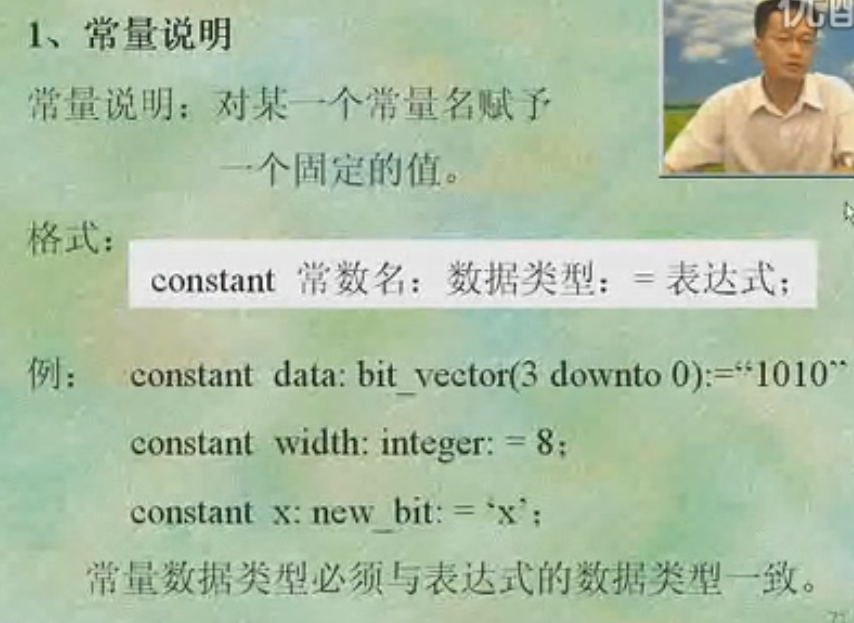 优酷
1、常量说明
常量说明：对某一个常量名赋予
一个固定的值。
格式：
constant 常数名：数据类型：= 表达式；
例： constant data: bit_vector(3 downto 0):=“1010”
constant width: integer: = 8；
constant x: new_bit: = ‘x’；
常量数据类型必须与表达式的数据类型一致。